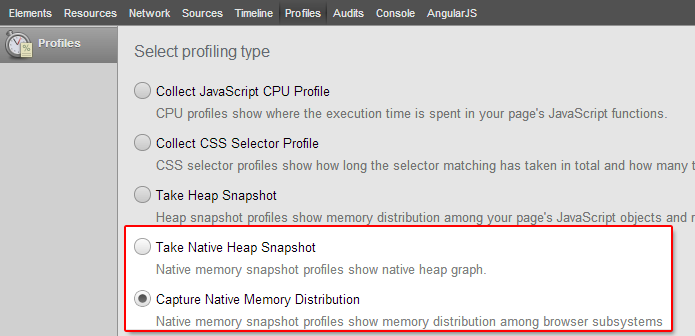 Elements Resources Network Sources Timeline Profiles Audits Console AngularJS
Profiles
Select profiling type
Collect JavaScript CPU Profile
CPU profiles show where the execution time is spent in your page's JavaScript functions.
Collect CSS Selector Profile
CSS selector profiles show how long the selector matching has taken in total and how many
Take Heap Snapshot
Heap snapshot profiles show memory distribution among your page's JavaScript objects and
Take Native Heap Snapshot
Native memory snapshot profiles show native heap graph.
Capture Native Memory Distribution
Native memory snapshot profiles show memory distribution among browser subsystems